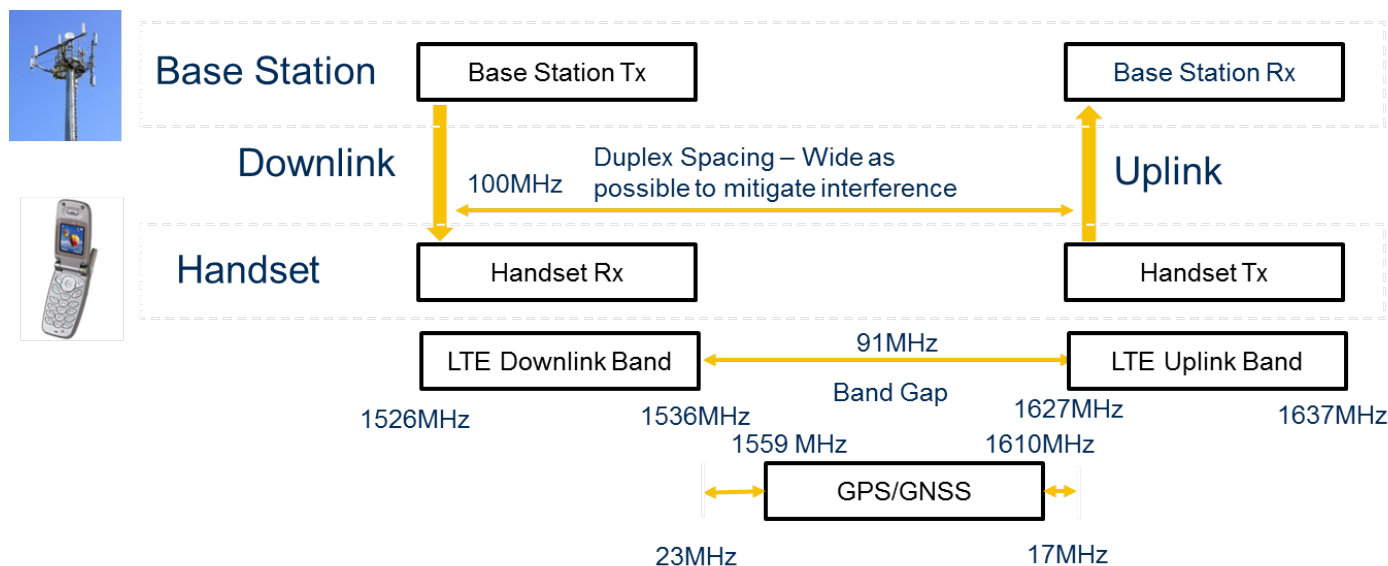 Base Station
Base Station Tx
Base Station Rx
Downlink
Duplex Spacing – Wide as
possible to mitigate interference
100MHz
Uplink
Handset
Handset Rx
Handset Tx
LTE Downlink Band
91MHz
LTE Uplink Band
Band Gap
1526MHz
1536MHz
1627MHz
1637MHz
1559 MHz
1610MHz
GPS/GNSS
23MHz
17MHz